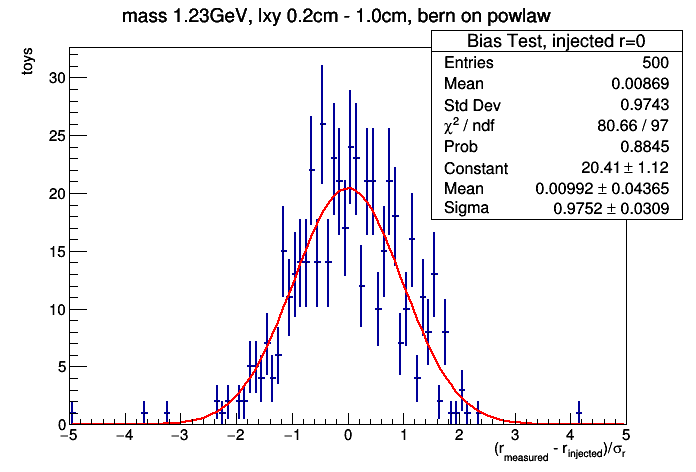 mass 1.23GeV, lxy 0.2cm - 1.0cm, bern on powlaw
Bias Test, injected r=0
Entries 500
Mean 0.00869
Std Dev 0.9743
χ² / ndf 80.66 / 97
Prob 0.8845
Constant 20.41 ± 1.12
Mean 0.00992 ± 0.04365
Sigma 0.9752 ± 0.0309
toys
30
25
20
15
10
5
0
−5 −4 −3 −2 −1 0 1 2 3 4 5
(r_measured - r_injected)/σ_r